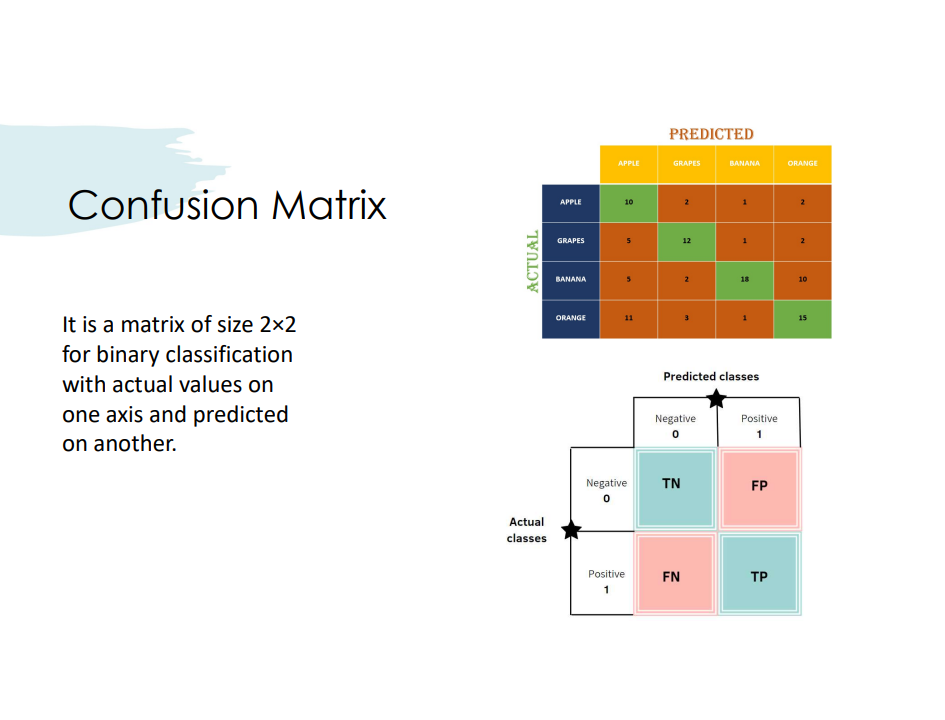 Confusion Matrix
It is a matrix of size 2×2
for binary classification
with actual values on
one axis and predicted
on another.
PREDICTED
APPLE GRAPES BANANA ORANGE
ACTUAL
APPLE 10 2 1 2
GRAPES 5 12 1 2
BANANA 5 2 18 10
ORANGE 11 3 1 15
Predicted classes
Negative Positive
0 1
Actual
classes
Negative
0
TN FP
Positive
1
FN TP